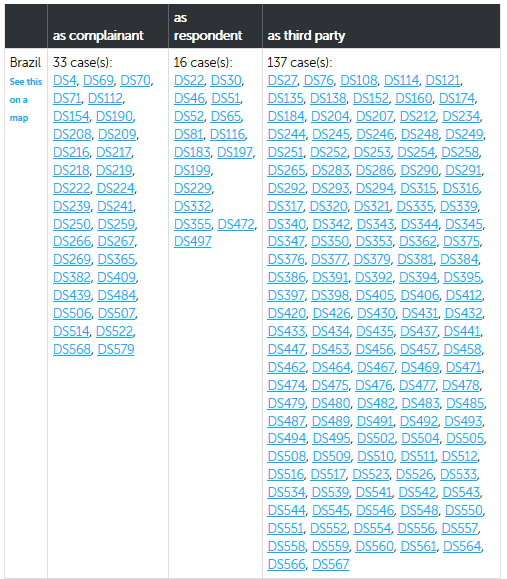 as complainant
as
respondent
as third party
Brazil
See this
on a
map
33 case(s):
DS4, DS69, DS70,
DS71, DS112,
DS154, DS190,
DS208, DS209,
DS216, DS217,
DS218, DS219,
DS222, DS224,
DS239, DS241,
DS250, DS259,
DS266, DS267,
DS269, DS365,
DS382, DS409,
DS439, DS484,
DS506, DS507,
DS514, DS522,
DS568, DS579
16 case(s):
DS22, DS30,
DS46, DS51,
DS52, DS65,
DS81, DS116,
DS183, DS197,
DS199,
DS229,
DS332,
DS355, DS472,
DS497
137 case(s):
DS27, DS76, DS108, DS114, DS121,
DS135, DS138, DS152, DS160, DS174,
DS184, DS204, DS207, DS212, DS234,
DS244, DS245, DS246, DS248, DS249,
DS251, DS252, DS253, DS254, DS258,
DS265, DS283, DS286, DS290, DS291,
DS292, DS293, DS294, DS315, DS316,
DS317, DS320, DS321, DS335, DS339,
DS340, DS342, DS343, DS344, DS345,
DS347, DS350, DS353, DS362, DS375,
DS376, DS377, DS379, DS381, DS384,
DS386, DS391, DS392, DS394, DS395,
DS397, DS398, DS405, DS406, DS412,
DS420, DS426, DS430, DS431, DS432,
DS433, DS434, DS435, DS437, DS441,
DS447, DS453, DS456, DS457, DS458,
DS462, DS464, DS467, DS469, DS471,
DS474, DS475, DS476, DS477, DS478,
DS479, DS480, DS482, DS483, DS485,
DS487, DS489, DS491, DS492, DS493,
DS494, DS495, DS502, DS504, DS505,
DS508, DS509, DS510, DS511, DS512,
DS516, DS517, DS523, DS526, DS533,
DS534, DS539, DS541, DS542, DS543,
DS544, DS545, DS546, DS548, DS550,
DS551, DS552, DS554, DS556, DS557,
DS558, DS559, DS560, DS561, DS564,
DS566, DS567